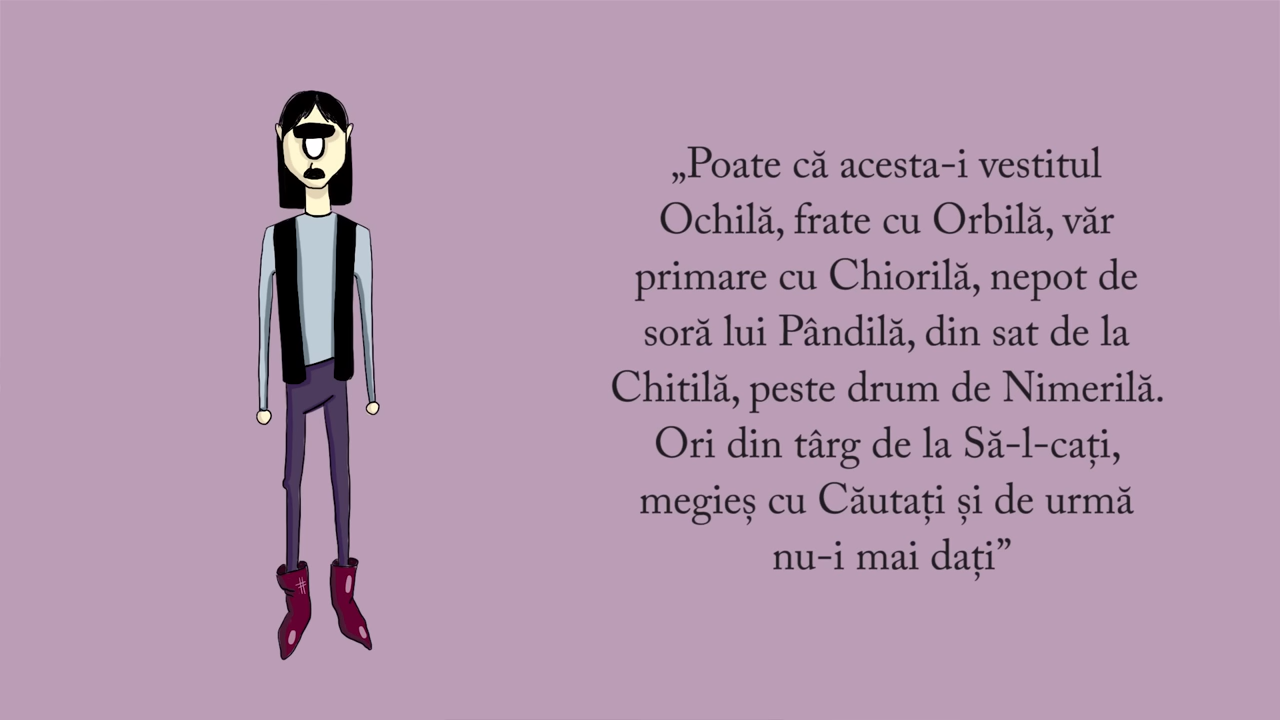 „Poate că acesta-i vestitul
Ochilă, frate cu Orbilă, văr
primare cu Chiorilă, nepot de
soră lui Pândilă, din sat de la
Chitilă, peste drum de Nimerilă.
Ori din târg de la Să-l-cați,
megieș cu Căutați și de urmă
nu-i mai dați”